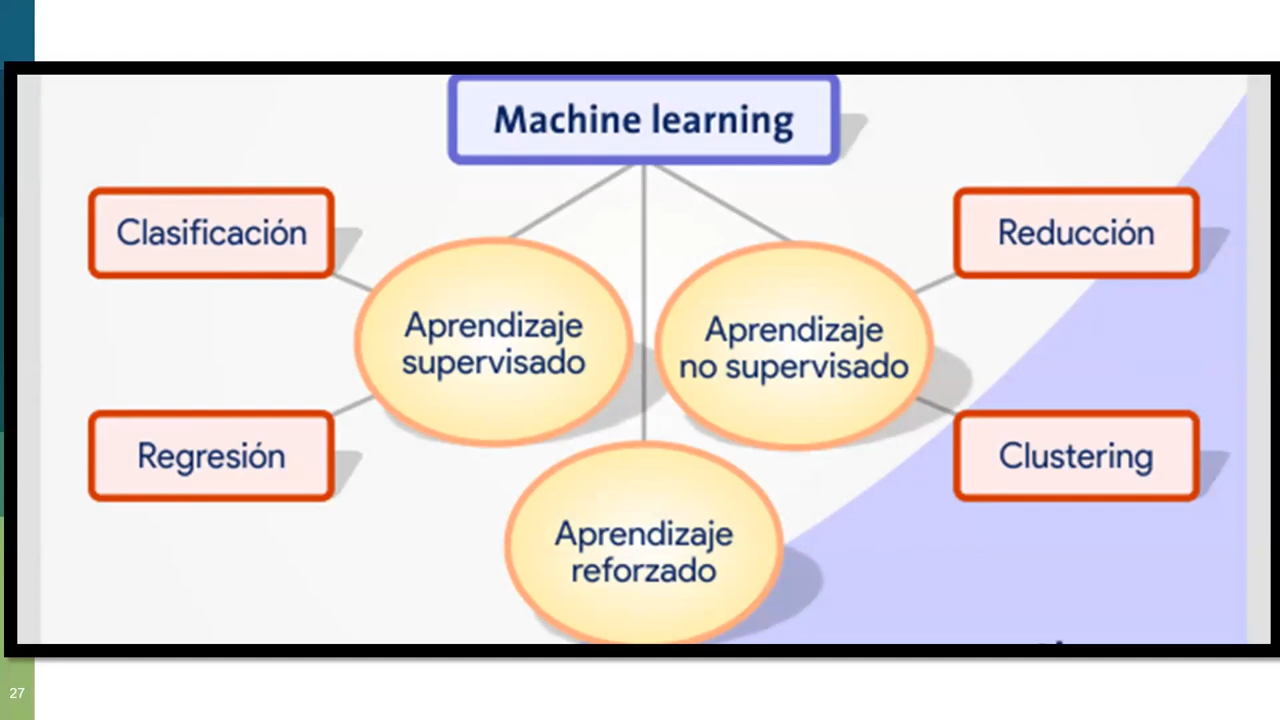 Machine learning
Clasificación
Reducción
Aprendizaje
supervisado
Aprendizaje
no supervisado
Regresión
Clustering
Aprendizaje
reforzado
27